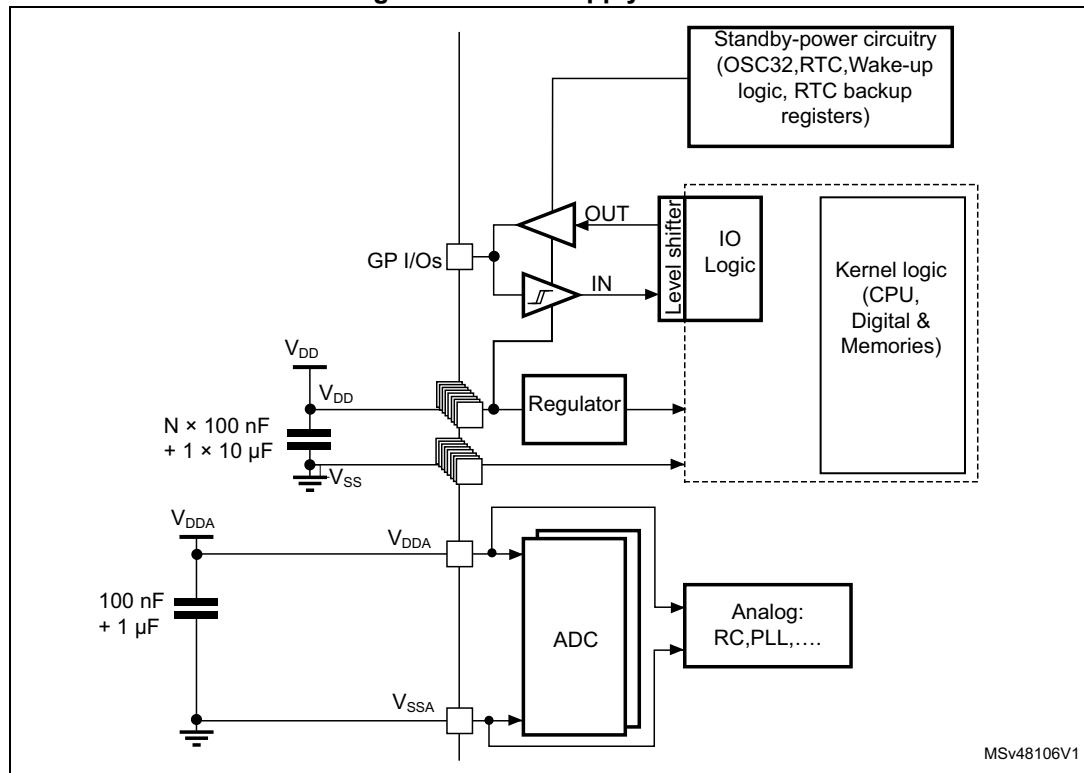 Standby-power circuitry
(OSC32,RTC,Wake-up
logic, RTC backup
registers)
OUT
Level shifter
IO
Logic
GP I/Os
IN
Kernel logic
(CPU,
Digital &
Memories)
VDD
VDD
Regulator
N × 100 nF
+ 1 × 10 µF
VSS
VDDA
VDDA
100 nF
+ 1 µF
ADC
Analog:
RC,PLL,….
VSSA
MSv48106V1